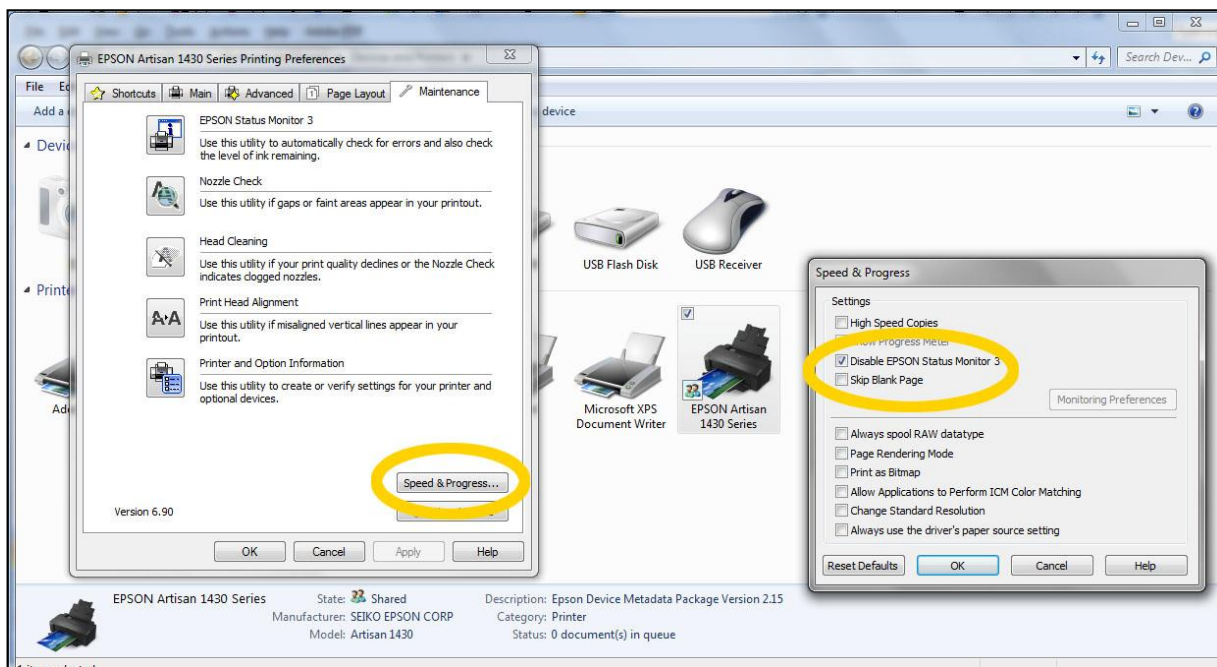 Search Dev...
EPSON Artisan 1430 Series Printing Preferences
File
Add a
device
Shortcuts Main Advanced Page Layout Maintenance
EPSON Status Monitor 3
Use this utility to automatically check for errors and also check
the level of ink remaining.
Nozzle Check
Use this utility if gaps or faint areas appear in your printout.
Head Cleaning
Use this utility if your print quality declines or the Nozzle Check
indicates clogged nozzles.
Print Head Alignment
Use this utility if misaligned vertical lines appear in your
printout.
Printer and Option Information
Use this utility to create or verify settings for your printer and
optional devices.
Speed & Progress...
Version 6.90
OK Cancel Apply Help
Devic
Printe
USB Flash Disk
USB Receiver
Ado
Microsoft XPS
Document Writer
EPSON Artisan
1430 Series
Speed & Progress
Settings
High Speed Copies
Show Progress Meter
Disable EPSON Status Monitor 3
Skip Blank Page
Monitoring Preferences
Always spool RAW datatype
Page Rendering Mode
Print as Bitmap
Allow Applications to Perform ICM Color Matching
Change Standard Resolution
Always use the driver's paper source setting
Reset Defaults OK Cancel Help
EPSON Artisan 1430 Series
State: Shared
Manufacturer: SEIKO EPSON CORP
Model: Artisan 1430
Description: Epson Device Metadata Package Version 2.15
Category: Printer
Status: 0 document(s) in queue